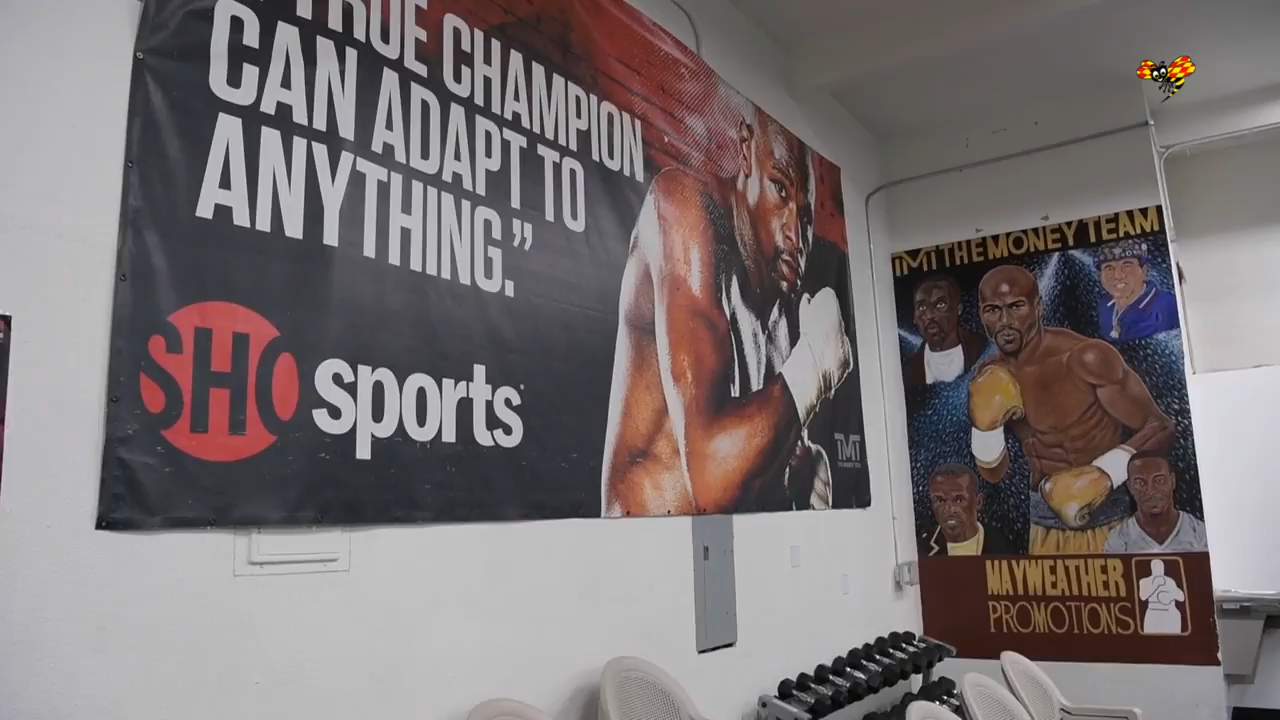 TRUE CHAMPION
CAN ADAPT TO
ANYTHING.”
SHO sports
TMT
TMT THE MONEY TEAM
MAYWEATHER
PROMOTIONS